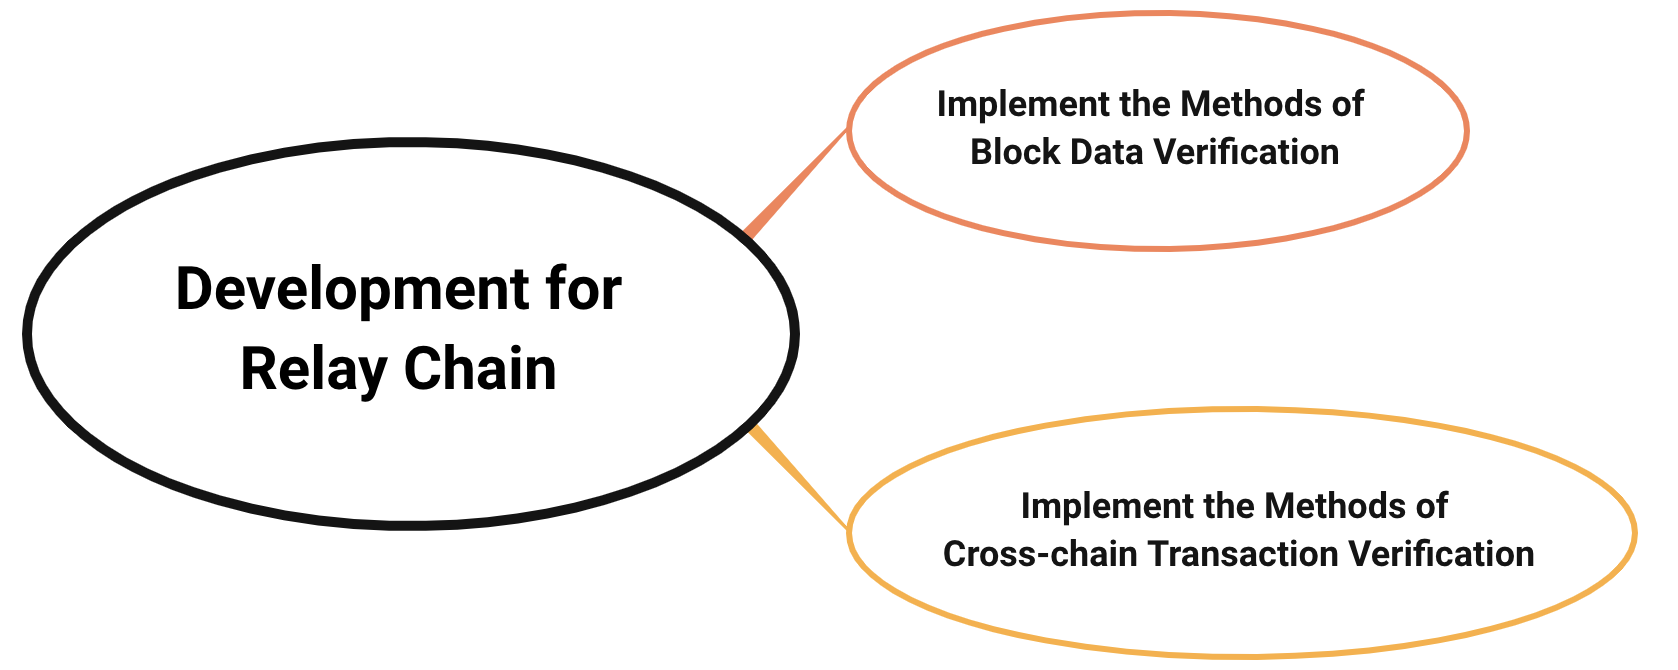 Implement the Methods of
Block Data Verification
Development for
Relay Chain
Implement the Methods of
Cross-chain Transaction Verification